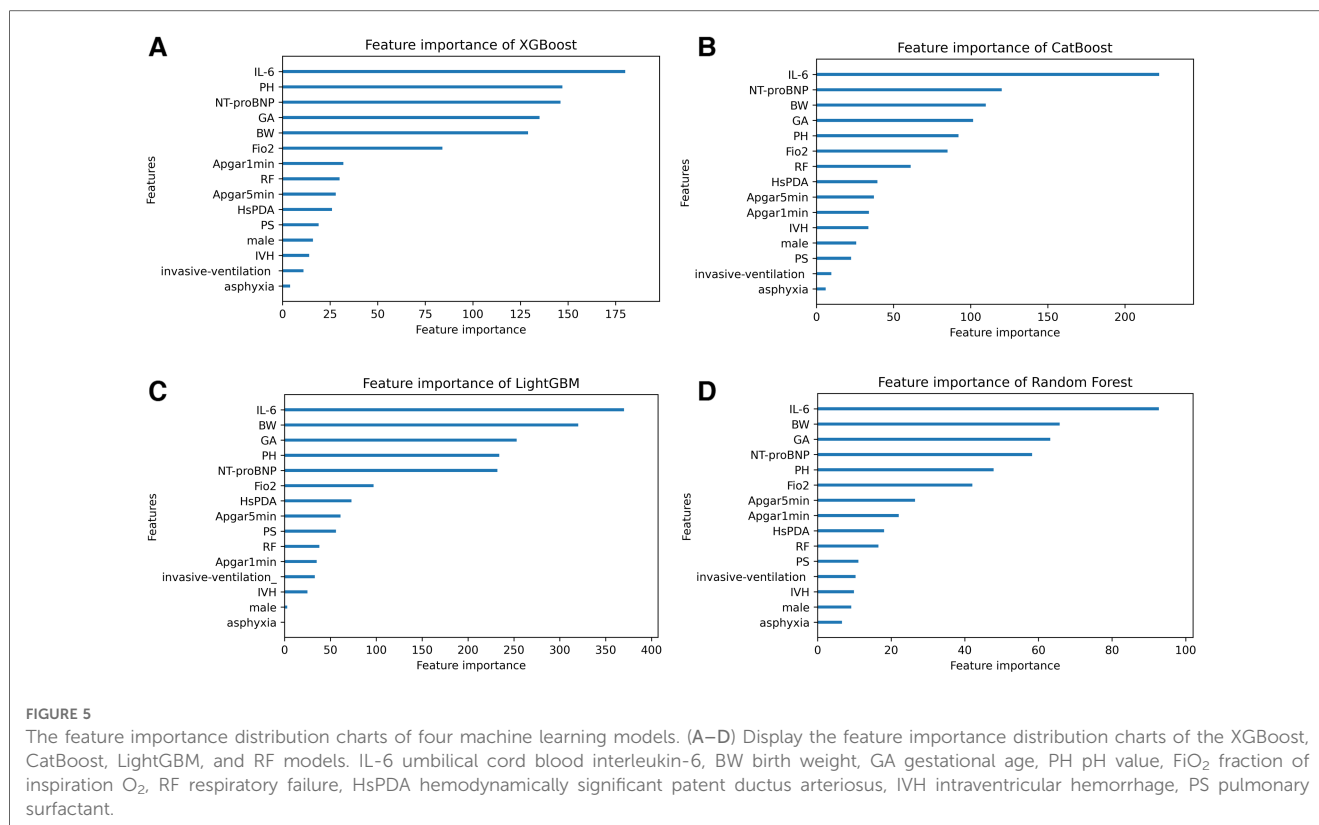 A
Feature importance of XGBoost
Features
IL-6
PH
NT-proBNP
GA
BW
Fio2
Apgar1min
RF
Apgar5min
HsPDA
PS
male
IVH
invasive-ventilation
asphyxia
0 25 50 75 100 125 150 175
Feature importance
B
Feature importance of CatBoost
Features
IL-6
NT-proBNP
BW
GA
PH
Fio2
RF
HsPDA
Apgar5min
Apgar1min
IVH
male
PS
invasive-ventilation
asphyxia
0 50 100 150 200
Feature importance
C
Feature importance of LightGBM
Features
IL-6
BW
GA
PH
NT-proBNP
Fio2
HsPDA
Apgar5min
PS
RF
Apgar1min
invasive-ventilation_
IVH
male
asphyxia
0 50 100 150 200 250 300 350 400
Feature importance
D
Feature importance of Random Forest
Features
IL-6
BW
GA
NT-proBNP
PH
Fio2
Apgar5min
Apgar1min
HsPDA
RF
PS
invasive-ventilation
IVH
male
asphyxia
0 20 40 60 80 100
Feature importance
FIGURE 5
The feature importance distribution charts of four machine learning models. (A–D) Display the feature importance distribution charts of the XGBoost,
CatBoost, LightGBM, and RF models. IL-6 umbilical cord blood interleukin-6, BW birth weight, GA gestational age, PH pH value, FiO₂ fraction of
inspiration O₂, RF respiratory failure, HsPDA hemodynamically significant patent ductus arteriosus, IVH intraventricular hemorrhage, PS pulmonary
surfactant.